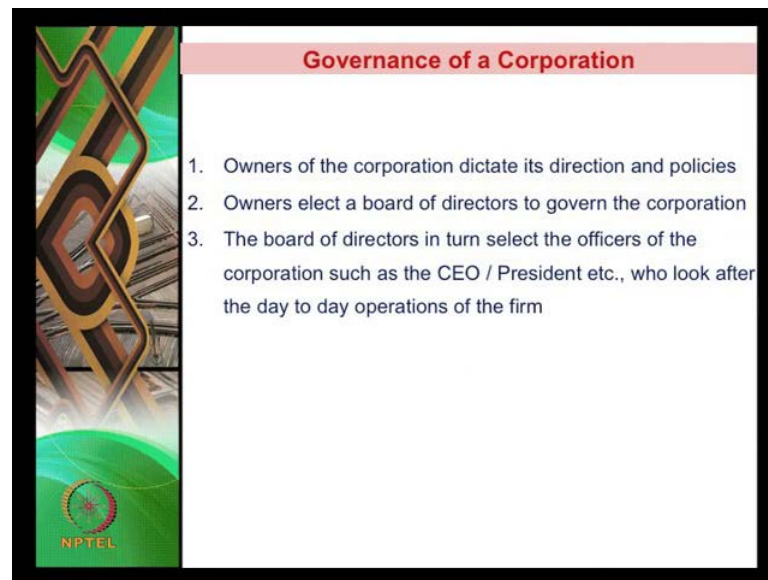 Governance of a Corporation
1. Owners of the corporation dictate its direction and policies
2. Owners elect a board of directors to govern the corporation
3. The board of directors in turn select the officers of the
corporation such as the CEO / President etc., who look after
the day to day operations of the firm
NPTEL